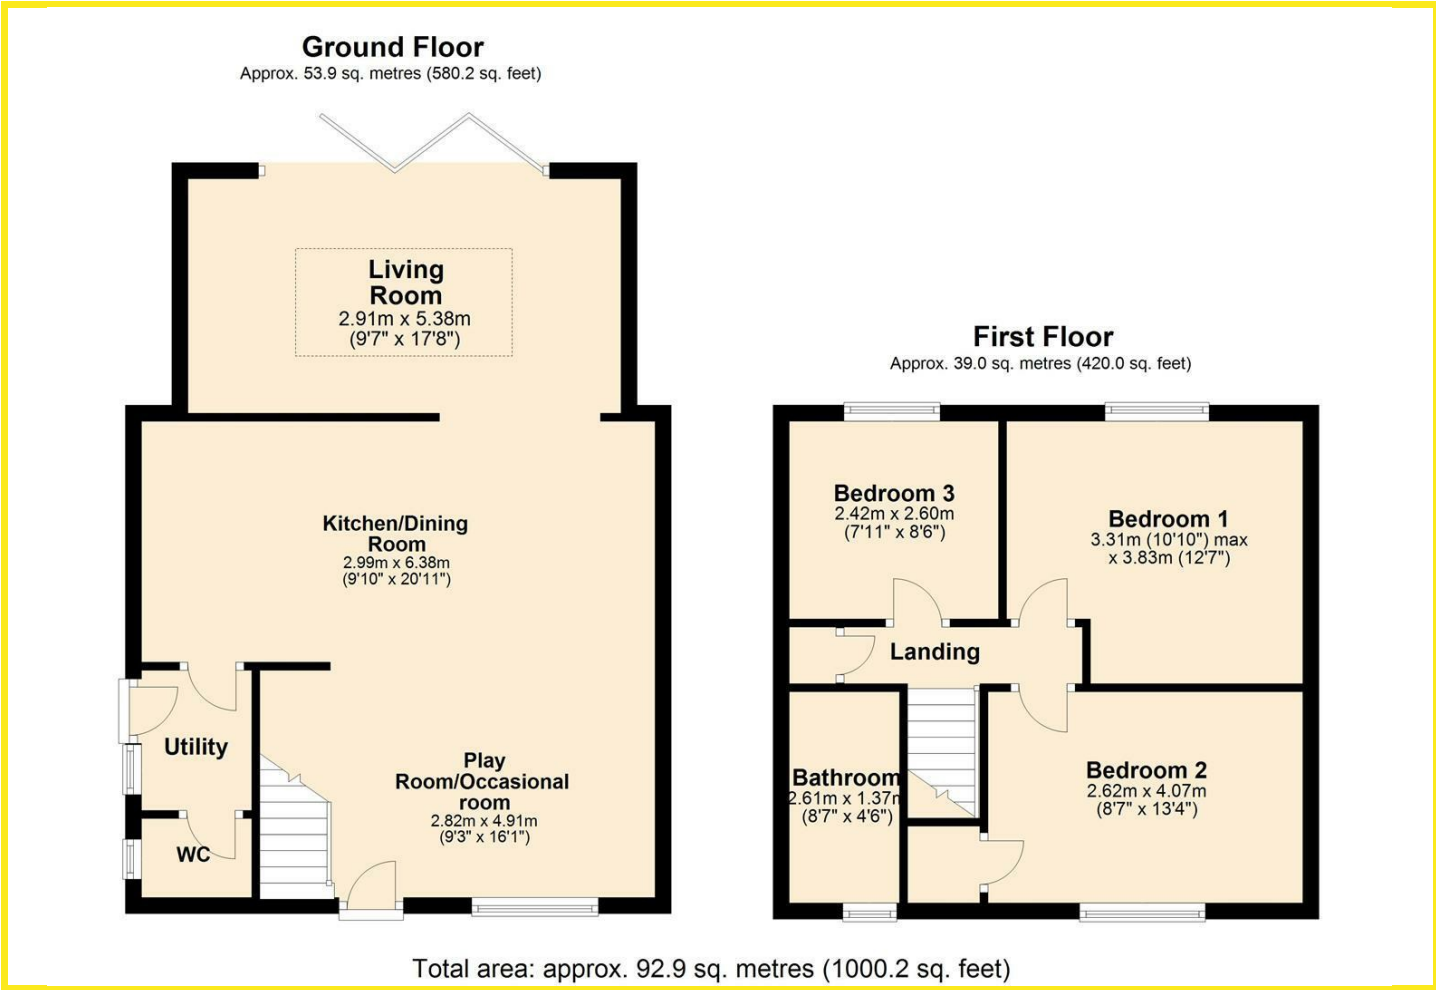 Ground Floor
Approx. 53.9 sq. metres (580.2 sq. feet)
Living
Room
2.91m x 5.38m
(9'7" x 17'8")
Kitchen/Dining
Room
2.99m x 6.38m
(9'10" x 20'11")
Utility
WC
Play
Room/Occasional
room
2.82m x 4.91m
(9'3" x 16'1")
First Floor
Approx. 39.0 sq. metres (420.0 sq. feet)
Bedroom 3
2.42m x 2.60m
(7'11" x 8'6")
Bedroom 1
3.31m (10'10") max
x 3.83m (12'7")
Landing
Bathroom
2.61m x 1.37m
(8'7" x 4'6")
Bedroom 2
2.62m x 4.07m
(8'7" x 13'4")
Total area: approx. 92.9 sq. metres (1000.2 sq. feet)